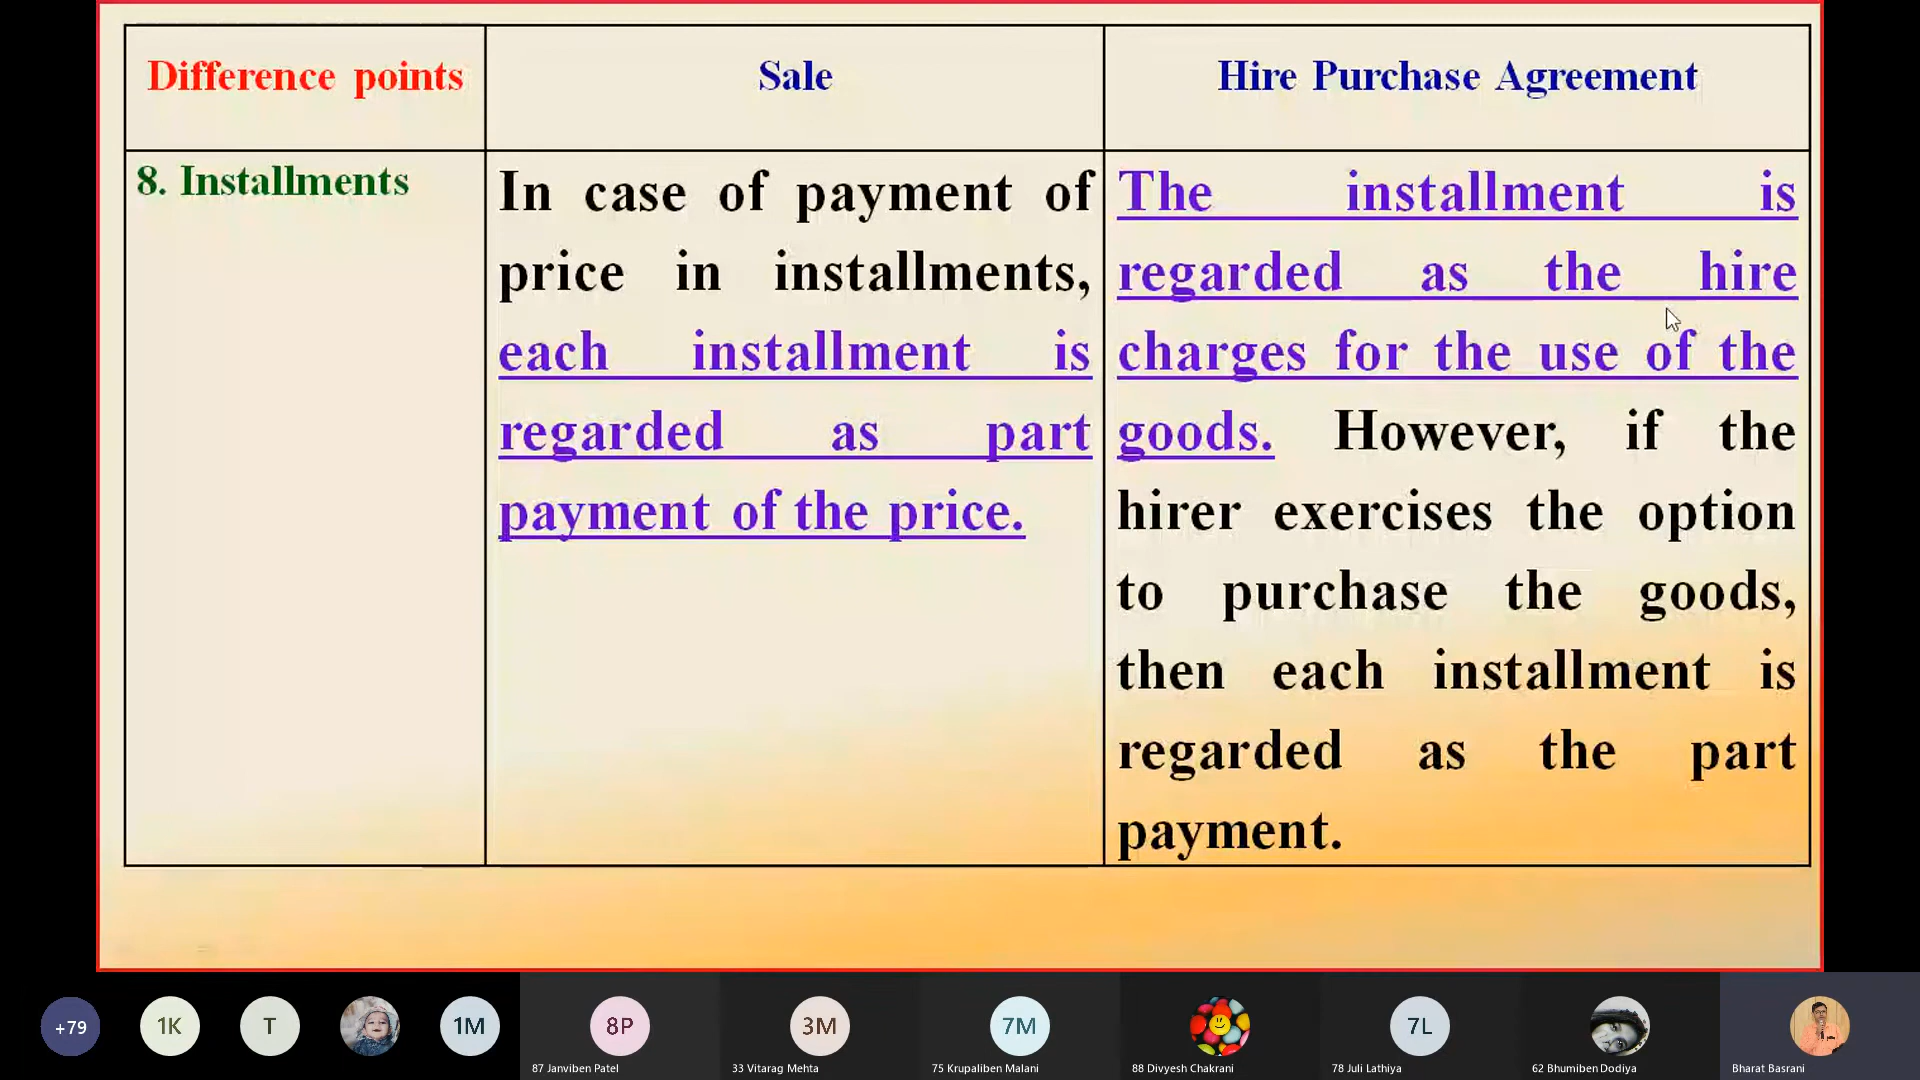 Difference points
Sale
Hire Purchase Agreement
8. Installments
In case of payment of
price in installments,
each installment is
regarded as part
payment of the price.
The installment is
regarded as the hire
charges for the use of the
goods. However, if the
hirer exercises the option
to purchase the goods,
then each installment is
regarded as the part
payment.
+79
1K
T
1M
8P
87 Janviben Patel
3M
33 Vitarag Mehta
7M
75 Krupaliben Malani
88 Divyesh Chakrani
7L
78 Juli Lathiya
62 Bhumiben Dodiya
Bharat Basrani